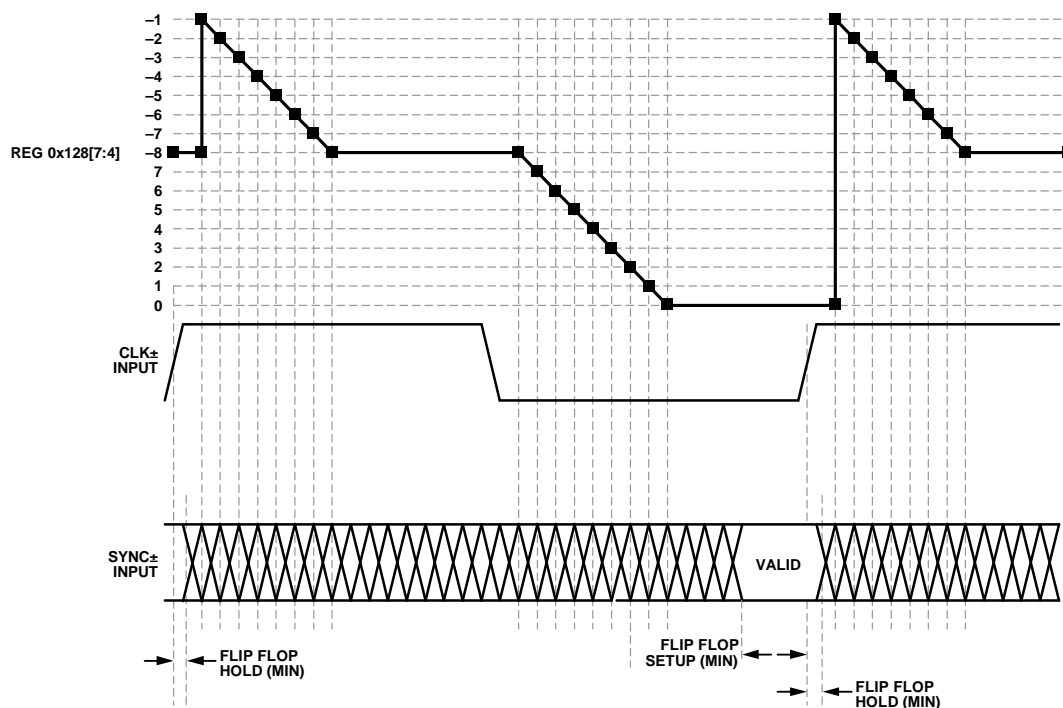 –1
–2
–3
–4
–5
–6
–7
REG 0x128[7:4] –8
7
6
5
4
3
2
1
0
CLK±
INPUT
SYNC±
INPUT
VALID
FLIP FLOP
HOLD (MIN)
FLIP FLOP
SETUP (MIN)
FLIP FLOP
HOLD (MIN)